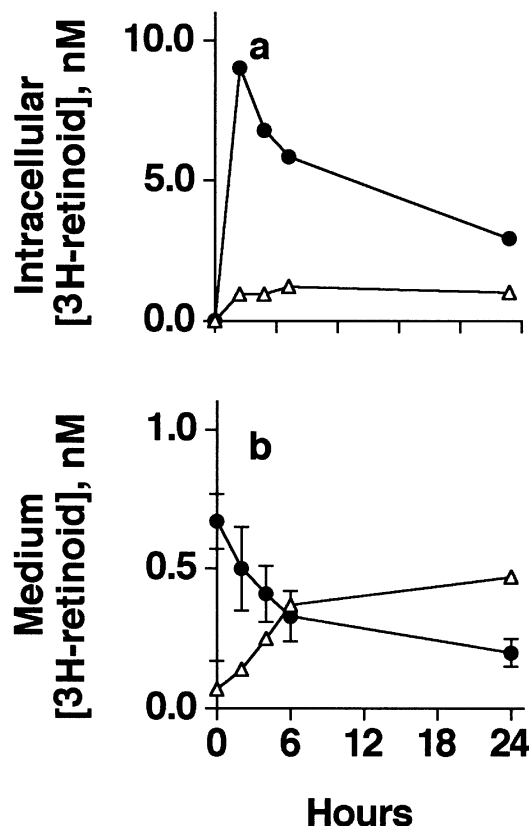 10.0
a
5.0
0.0
Intracellular
[3H-retinoid], nM
1.0
b
0.5
0.0
Medium
[3H-retinoid], nM
0 6 12 18 24
Hours